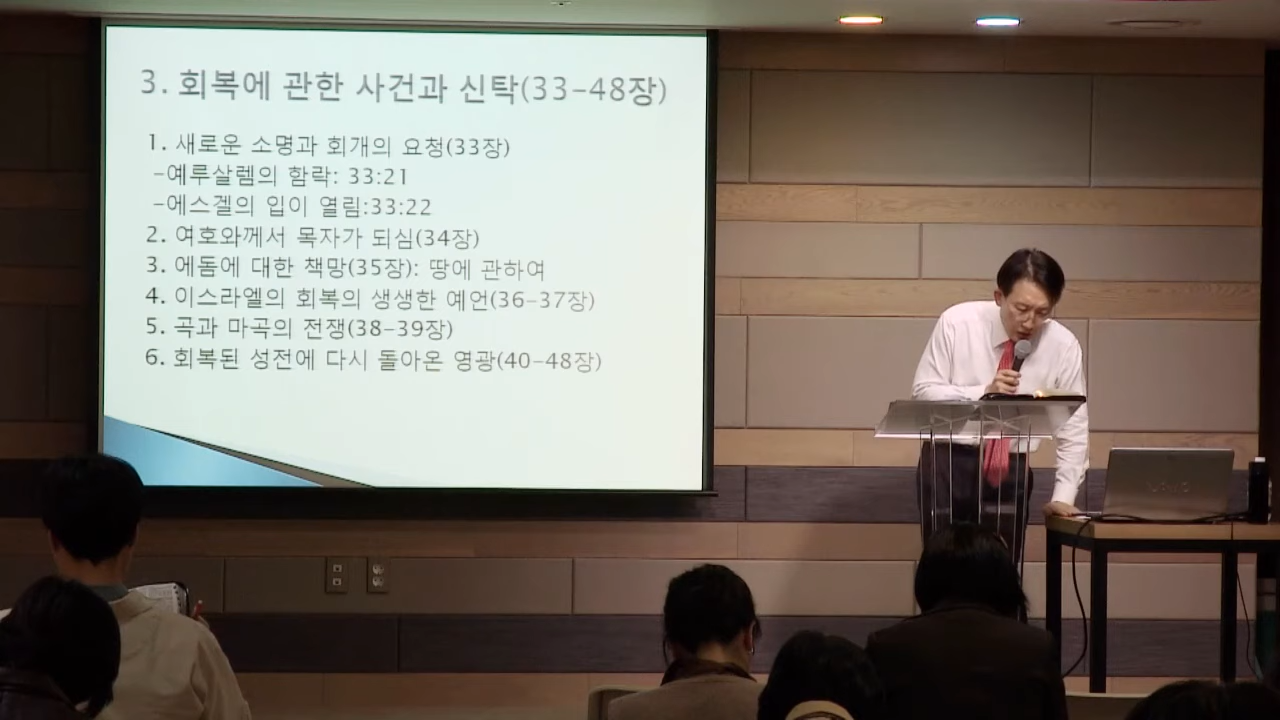 3. 회복에 관한 사건과 신탁(33-48장)
1. 새로운 소명과 회개의 요청(33장)
-예루살렘의 함락: 33:21
-에스겔의 입이 열림:33:22
2. 여호와께서 목자가 되심(34장)
3. 에돔에 대한 책망(35장): 땅에 관하여
4. 이스라엘의 회복의 생생한 예언(36-37장)
5. 곡과 마곡의 전쟁(38-39장)
6. 회복된 성전에 다시 돌아온 영광(40-48장)
VAIO